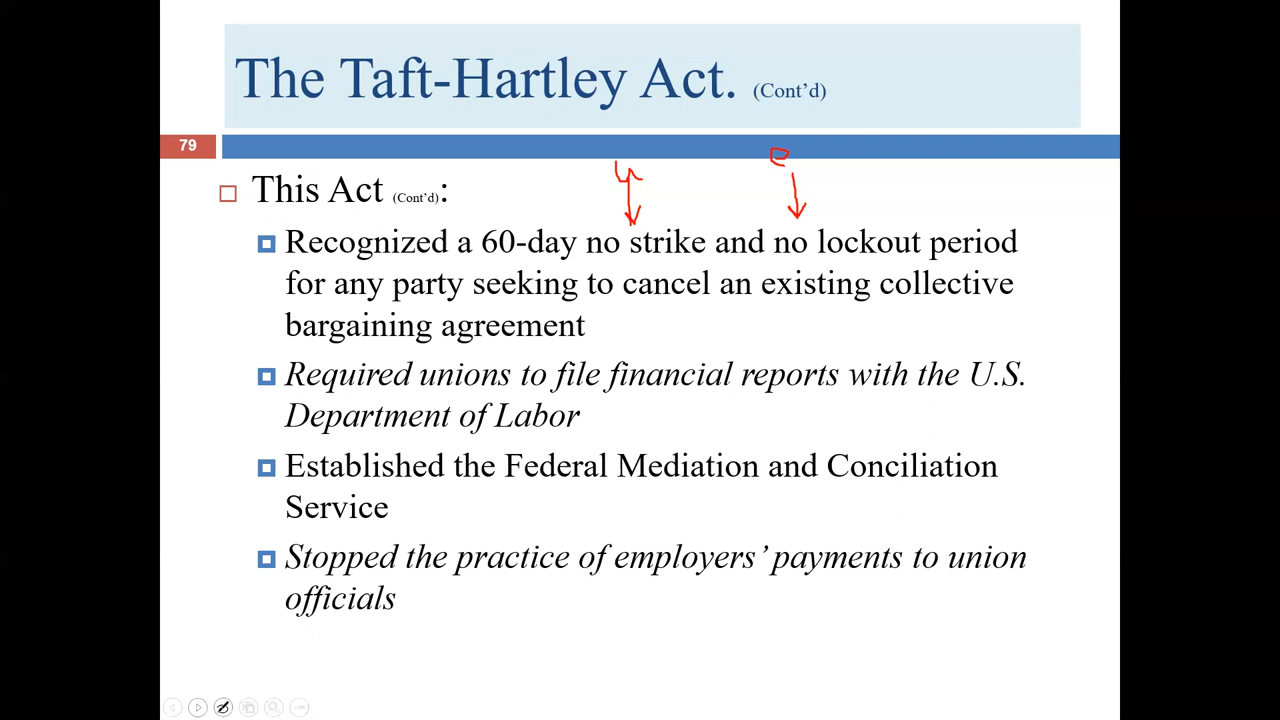 The Taft-Hartley Act. (Cont’d)
79
This Act (Cont’d):
Recognized a 60-day no strike and no lockout period
for any party seeking to cancel an existing collective
bargaining agreement
Required unions to file financial reports with the U.S.
Department of Labor
Established the Federal Mediation and Conciliation
Service
Stopped the practice of employers’ payments to union
officials